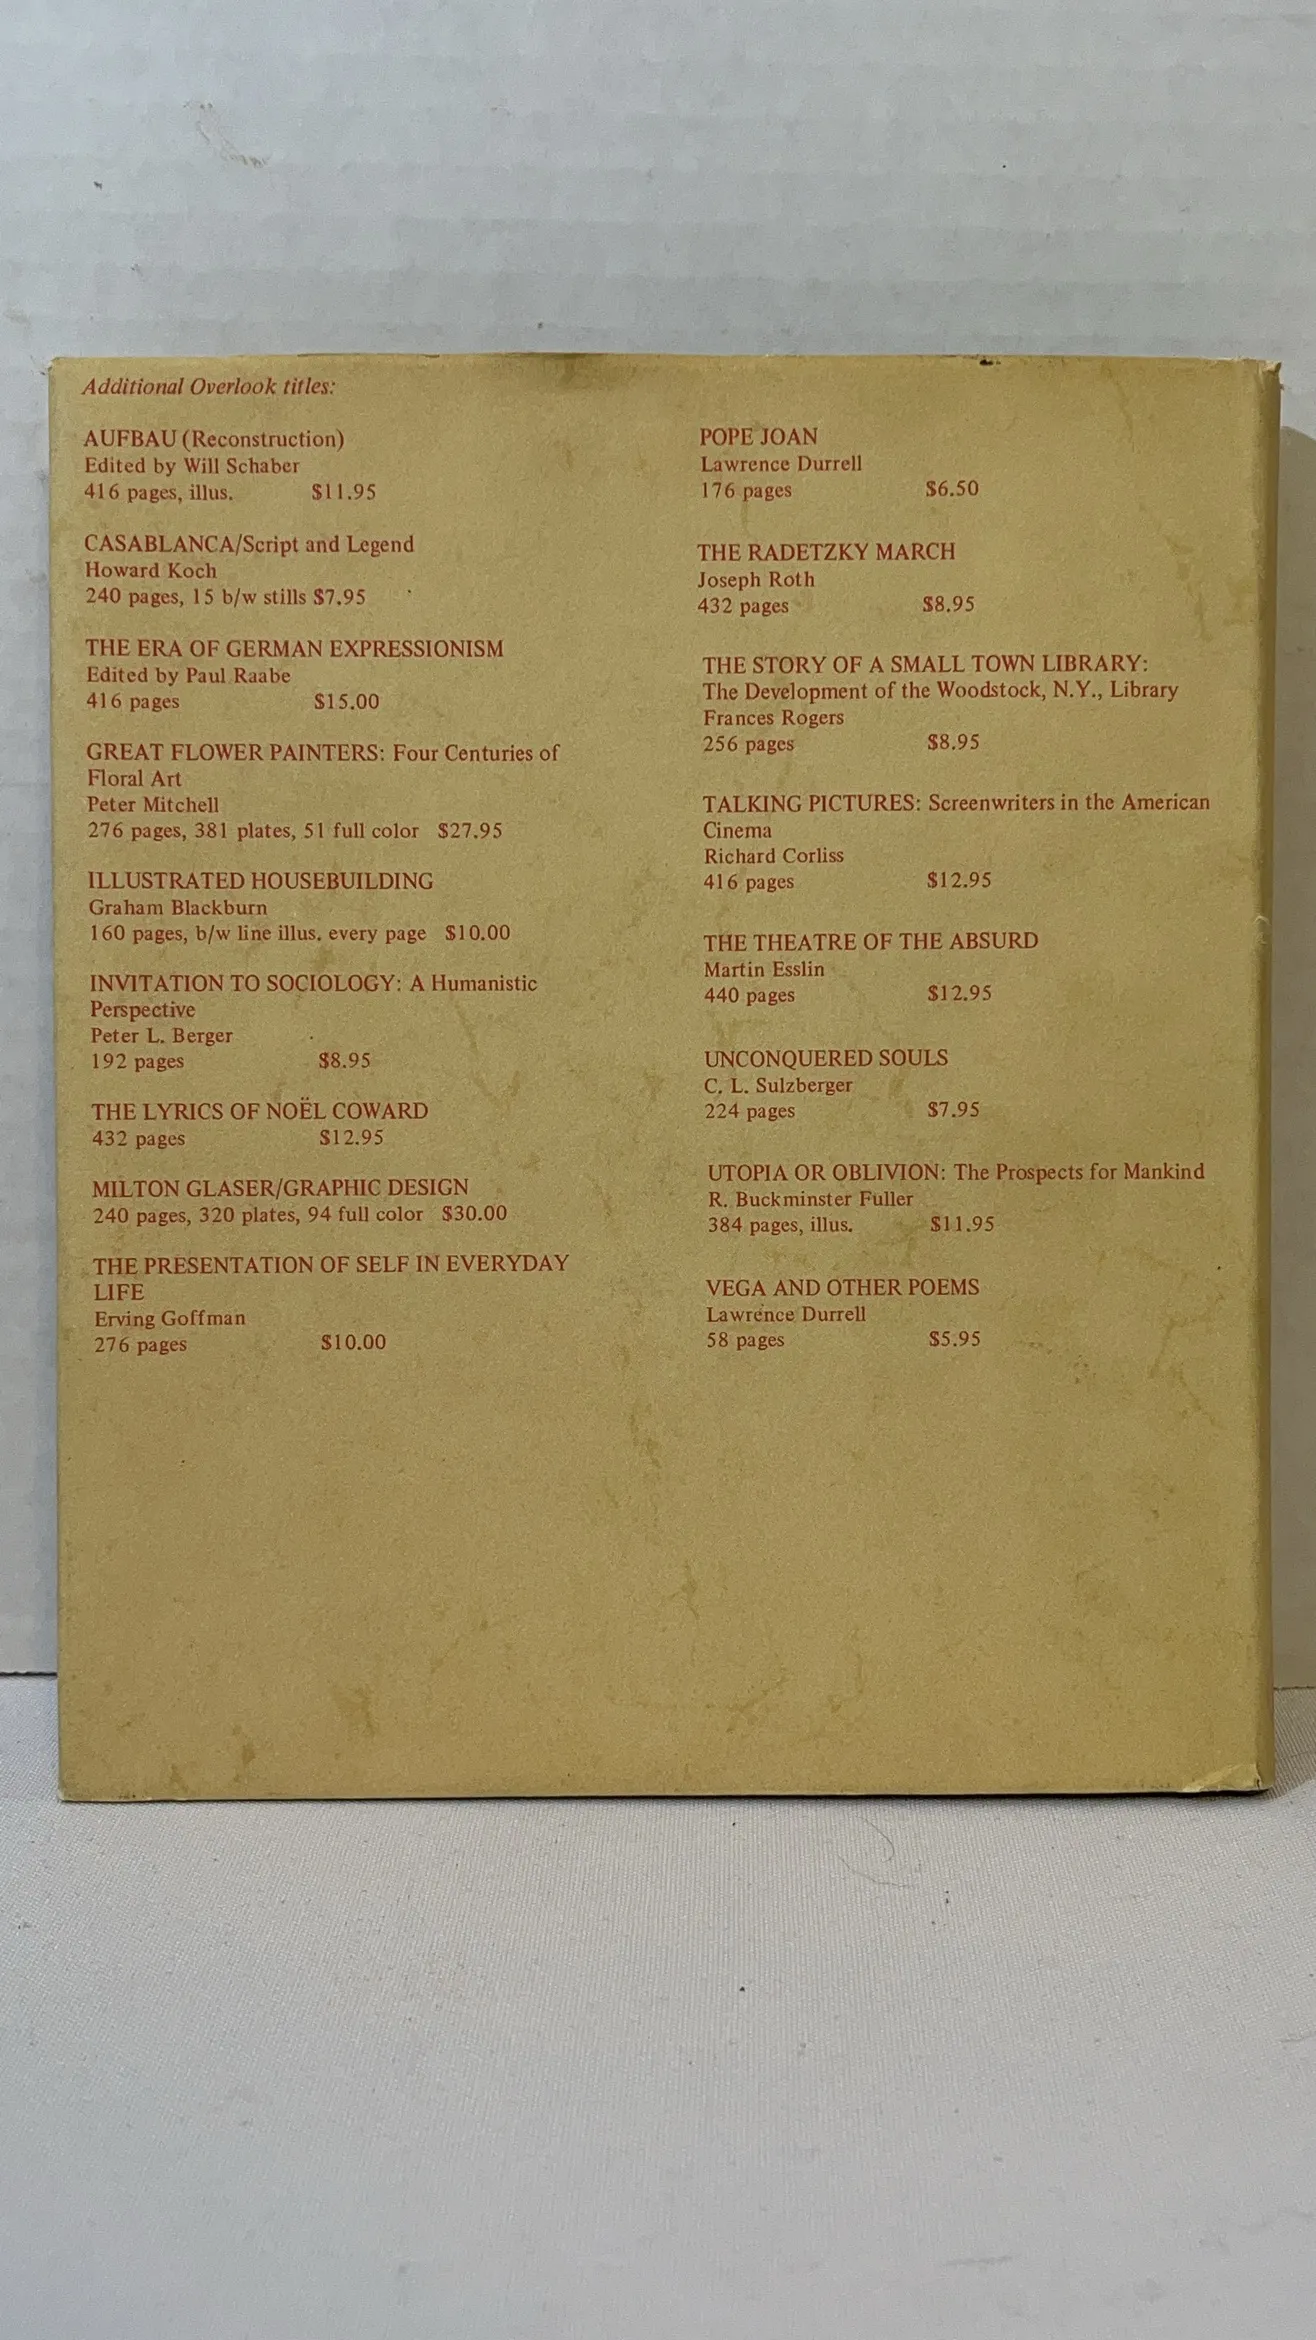 Additional Overlook titles:
AUFBAU (Reconstruction)
Edited by Will Schaber
416 pages, illus. $11.95
CASABLANCA/Script and Legend
Howard Koch
240 pages, 15 b/w stills $7.95
THE ERA OF GERMAN EXPRESSIONISM
Edited by Paul Raabe
416 pages $15.00
GREAT FLOWER PAINTERS: Four Centuries of
Floral Art
Peter Mitchell
276 pages, 381 plates, 51 full color $27.95
ILLUSTRATED HOUSEBUILDING
Graham Blackburn
160 pages, b/w line illus. every page $10.00
INVITATION TO SOCIOLOGY: A Humanistic
Perspective
Peter L. Berger
192 pages $8.95
THE LYRICS OF NOËL COWARD
432 pages $12.95
MILTON GLASER/GRAPHIC DESIGN
240 pages, 320 plates, 94 full color $30.00
THE PRESENTATION OF SELF IN EVERYDAY
LIFE
Erving Goffman
276 pages $10.00
POPE JOAN
Lawrence Durrell
176 pages $6.50
THE RADETZKY MARCH
Joseph Roth
432 pages $8.95
THE STORY OF A SMALL TOWN LIBRARY:
The Development of the Woodstock, N.Y., Library
Frances Rogers
256 pages $8.95
TALKING PICTURES: Screenwriters in the American
Cinema
Richard Corliss
416 pages $12.95
THE THEATRE OF THE ABSURD
Martin Esslin
440 pages $12.95
UNCONQUERED SOULS
C. L. Sulzberger
224 pages $7.95
UTOPIA OR OBLIVION: The Prospects for Mankind
R. Buckminster Fuller
384 pages, illus. $11.95
VEGA AND OTHER POEMS
Lawrence Durrell
58 pages $5.95